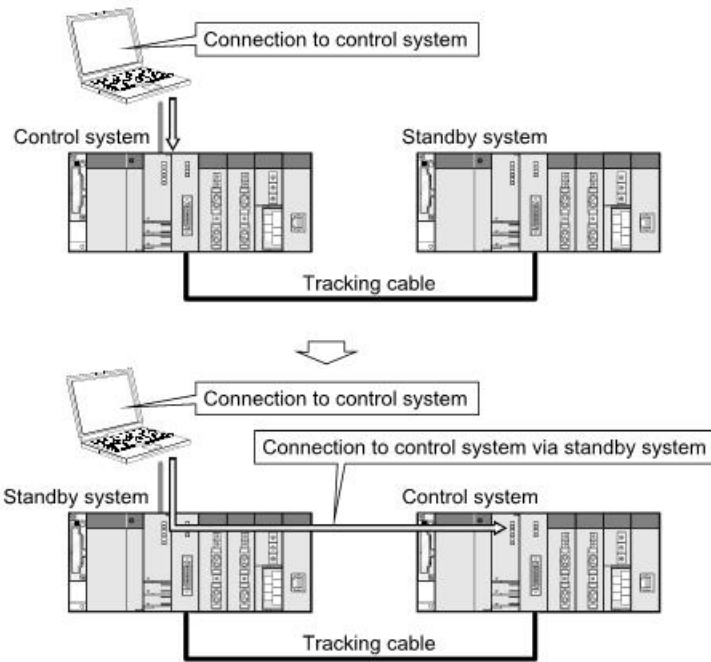 Connection to control system
Control system
Standby system
Tracking cable
Connection to control system
Connection to control system via standby system
Standby system
Control system
Tracking cable